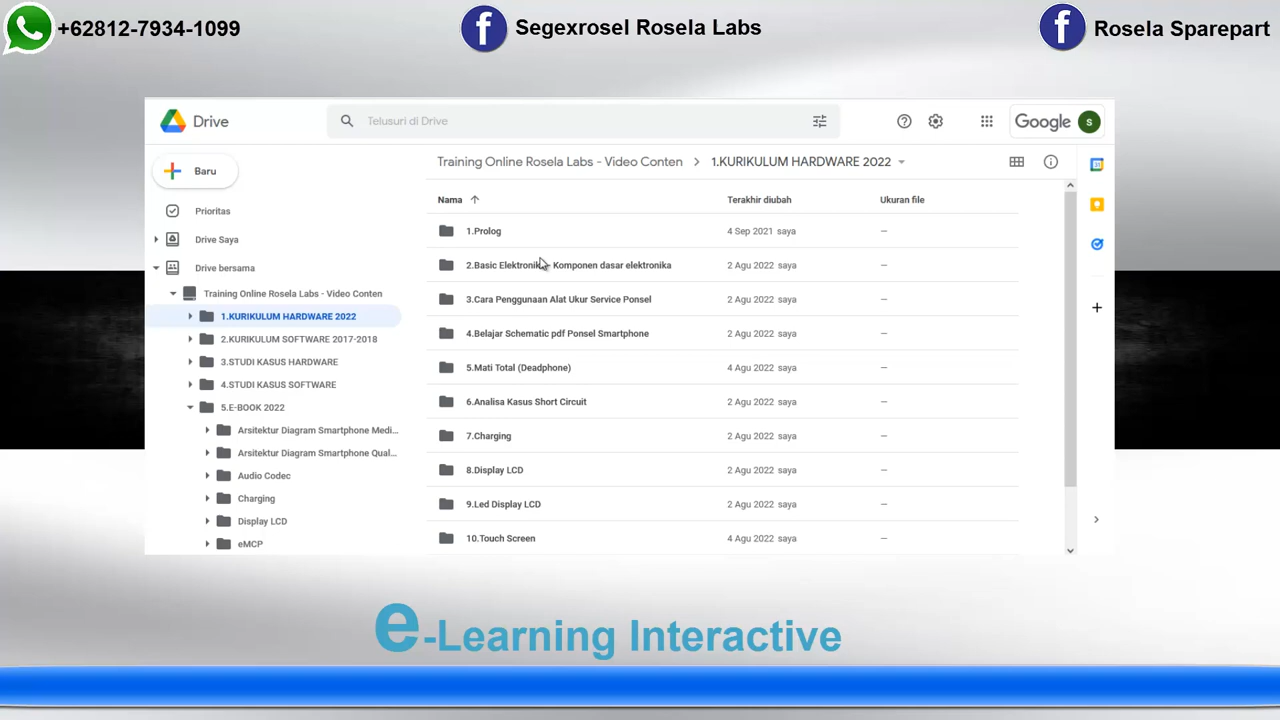 +62812-7934-1099
Segexrosel Rosela Labs
Rosela Sparepart
Drive
Telusuri di Drive
Google
s
Baru
Training Online Rosela Labs - Video Conten > 1.KURIKULUM HARDWARE 2022
Prioritas
Drive Saya
Drive bersama
Training Online Rosela Labs - Video Conten
1.KURIKULUM HARDWARE 2022
2.KURIKULUM SOFTWARE 2017-2018
3.STUDI KASUS HARDWARE
4.STUDI KASUS SOFTWARE
5.E-BOOK 2022
Arsitektur Diagram Smartphone Medi...
Arsitektur Diagram Smartphone Qual...
Audio Codec
Charging
Display LCD
eMCP
Nama Terakhir diubah Ukuran file
1.Prolog 4 Sep 2021 saya —
2.Basic Elektronika - Komponen dasar elektronika 2 Agu 2022 saya —
3.Cara Penggunaan Alat Ukur Service Ponsel 2 Agu 2022 saya —
4.Belajar Schematic pdf Ponsel Smartphone 2 Agu 2022 saya —
5.Mati Total (Deadphone) 4 Agu 2022 saya —
6.Analisa Kasus Short Circuit 2 Agu 2022 saya —
7.Charging 2 Agu 2022 saya —
8.Display LCD 2 Agu 2022 saya —
9.Led Display LCD 2 Agu 2022 saya —
10.Touch Screen 4 Agu 2022 saya —
31
e-Learning Interactive